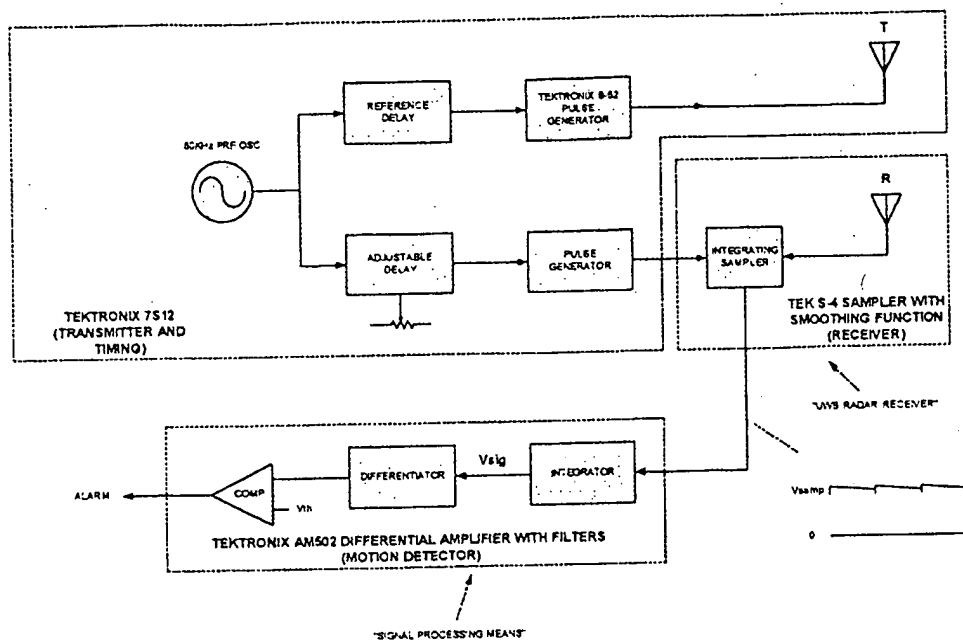 T
REFERENCE
DELAY
TEKTRONIX S-52
PULSE
GENERATOR
PRF OSC
R
ADJUSTABLE
DELAY
PULSE
GENERATOR
INTEGRATING
SAMPLER
TEKTRONIX 7S12
(TRANSMITTER AND
TIMING)
TEK S-4 SAMPLER WITH
SMOOTHING FUNCTION
(RECEIVER)
"UWB RADAR RECEIVER"
Vsig
DIFFERENTIATOR
INTEGRATOR
ALARM
COMP
Vth
Vsamp
0
TEKTRONIX AM502 DIFFERENTIAL AMPLIFIER WITH FILTERS
(MOTION DETECTOR)
"SIGNAL PROCESSING MEANS"